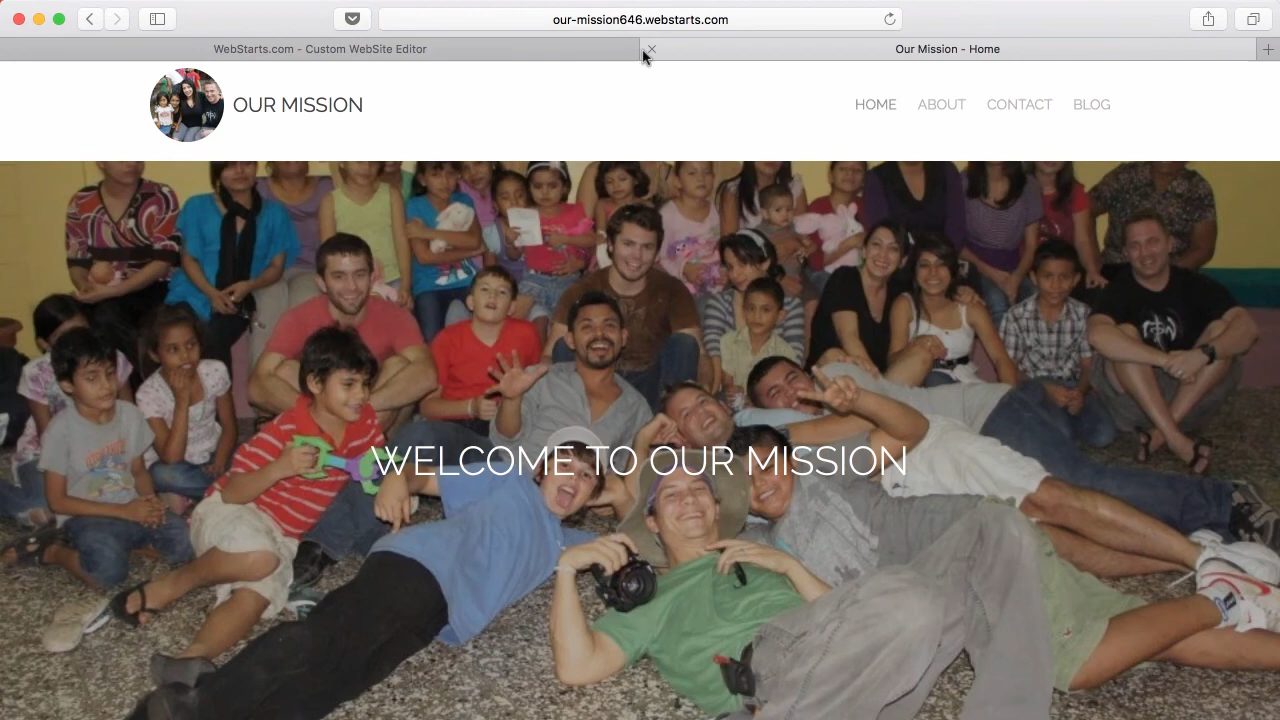 our-mission646.webstarts.com
WebStarts.com - Custom WebSite Editor
Our Mission - Home
OUR MISSION
HOME
ABOUT
CONTACT
BLOG
WELCOME TO OUR MISSION